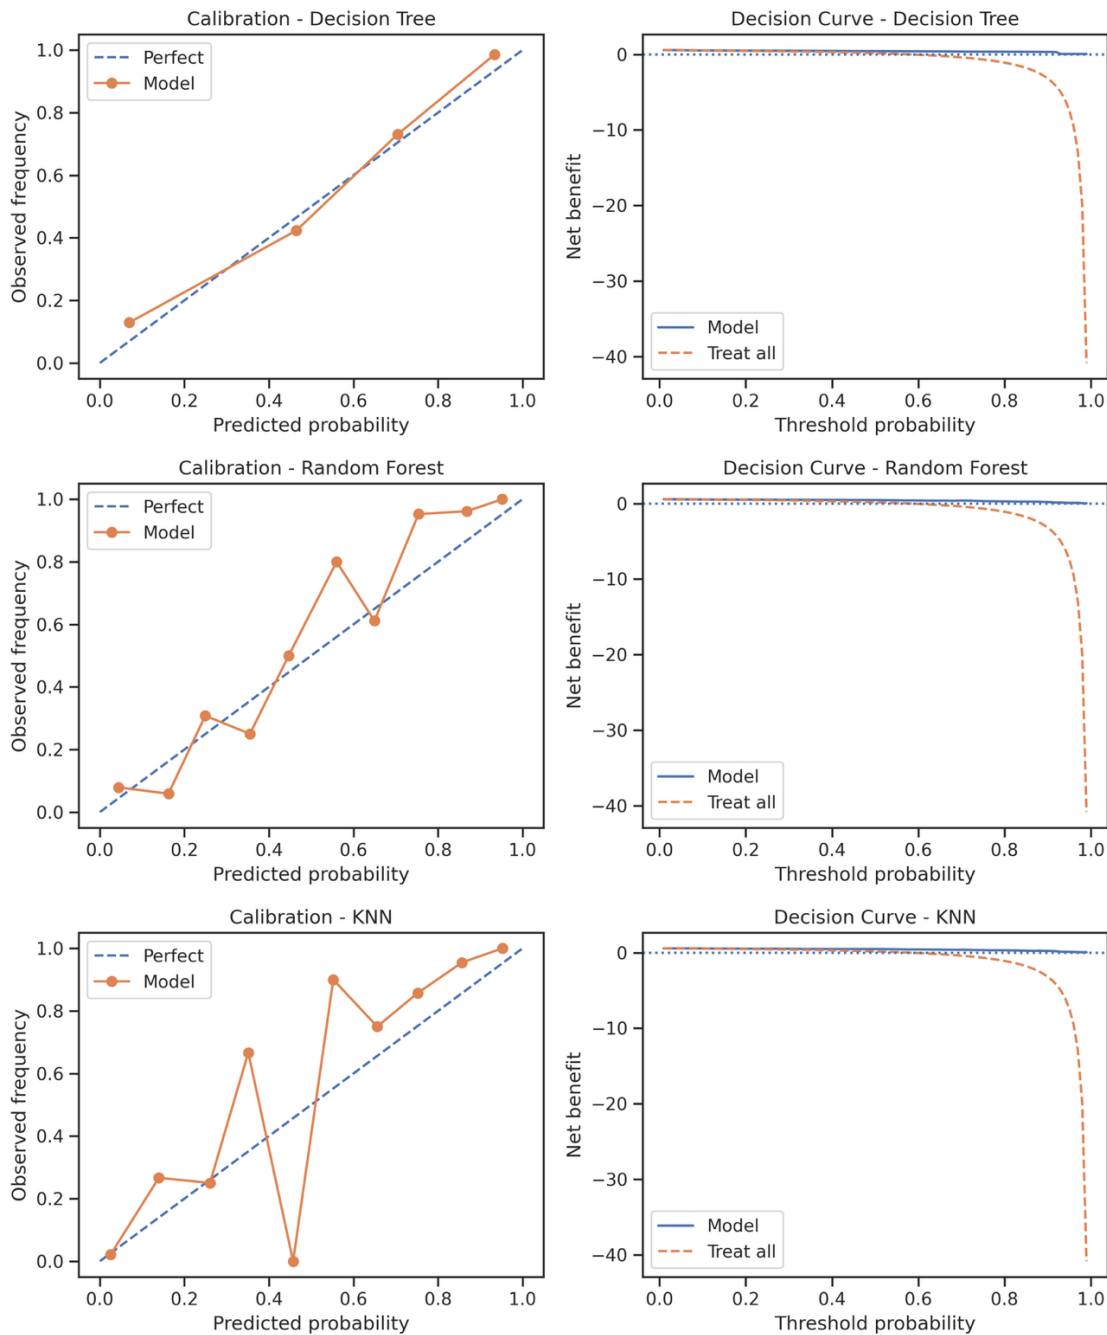 Calibration - Decision Tree
Perfect
Model
Observed frequency
1.0
0.8
0.6
0.4
0.2
0.0
0.0 0.2 0.4 0.6 0.8 1.0
Predicted probability
Decision Curve - Decision Tree
Net benefit
0
−10
−20
−30
−40
Model
Treat all
0.0 0.2 0.4 0.6 0.8 1.0
Threshold probability
Calibration - Random Forest
Perfect
Model
Observed frequency
1.0
0.8
0.6
0.4
0.2
0.0
0.0 0.2 0.4 0.6 0.8 1.0
Predicted probability
Decision Curve - Random Forest
Net benefit
0
−10
−20
−30
−40
Model
Treat all
0.0 0.2 0.4 0.6 0.8 1.0
Threshold probability
Calibration - KNN
Perfect
Model
Observed frequency
1.0
0.8
0.6
0.4
0.2
0.0
0.0 0.2 0.4 0.6 0.8 1.0
Predicted probability
Decision Curve - KNN
Net benefit
0
−10
−20
−30
−40
Model
Treat all
0.0 0.2 0.4 0.6 0.8 1.0
Threshold probability